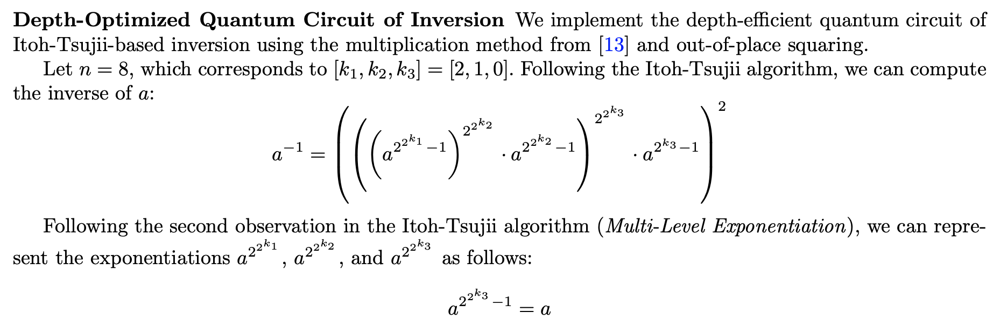 Depth-Optimized Quantum Circuit of Inversion We implement the depth-efficient quantum circuit of
Itoh-Tsujii-based inversion using the multiplication method from [13] and out-of-place squaring.
Let $n = 8$, which corresponds to $[k_1, k_2, k_3] = [2, 1, 0]$. Following the Itoh-Tsujii algorithm, we can compute
the inverse of $a$:
$a^{-1} = \left(\left(\left(a^{2^{2^{k_1}}-1}\right)^{2^{2^{k_2}}} \cdot a^{2^{2^{k_2}}-1}\right)^{2^{2^{k_3}}} \cdot a^{2^{k_3}-1}\right)^2$
Following the second observation in the Itoh-Tsujii algorithm (Multi-Level Exponentiation), we can repre-
sent the exponentiations $a^{2^{2^{k_1}}}$, $a^{2^{2^{k_2}}}$, and $a^{2^{2^{k_3}}}$ as follows:
$a^{2^{2^{k_3}}-1} = a$